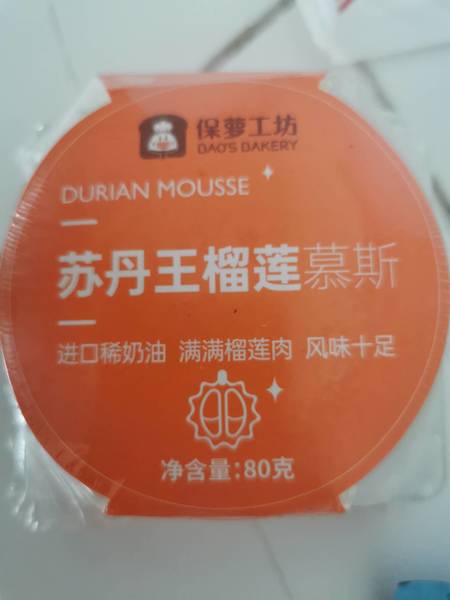 保萝工坊
BAO'S BAKERY
DURIAN MOUSSE
苏丹王榴莲慕斯
进口稀奶油 满满榴莲肉 风味十足
净含量:80克